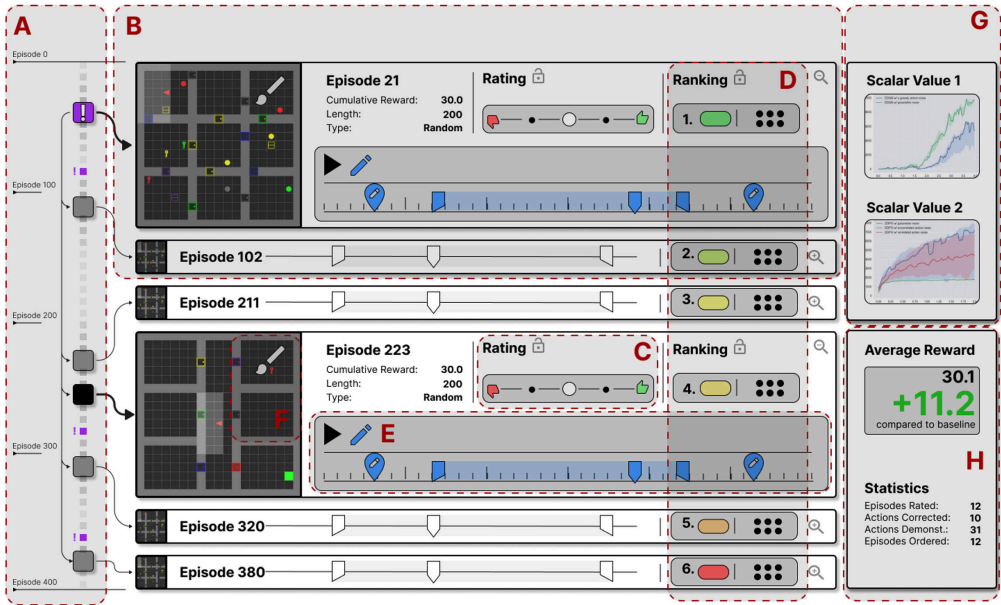 A
B
G
Episode 0
Episode 100
Episode 200
Episode 300
Episode 400
!
!
!
!
Episode 21
Cumulative Reward: 30.0
Length: 200
Type: Random
Rating
Ranking
D
1.
Episode 102
2.
Episode 211
3.
Episode 223
Cumulative Reward: 30.0
Length: 200
Type: Random
Rating
C
Ranking
4.
F
E
Episode 320
5.
Episode 380
6.
Scalar Value 1
Scalar Value 2
Average Reward
30.1
+11.2
compared to baseline
H
Statistics
Episodes Rated: 12
Actions Corrected: 10
Actions Demonst.: 31
Episodes Ordered: 12